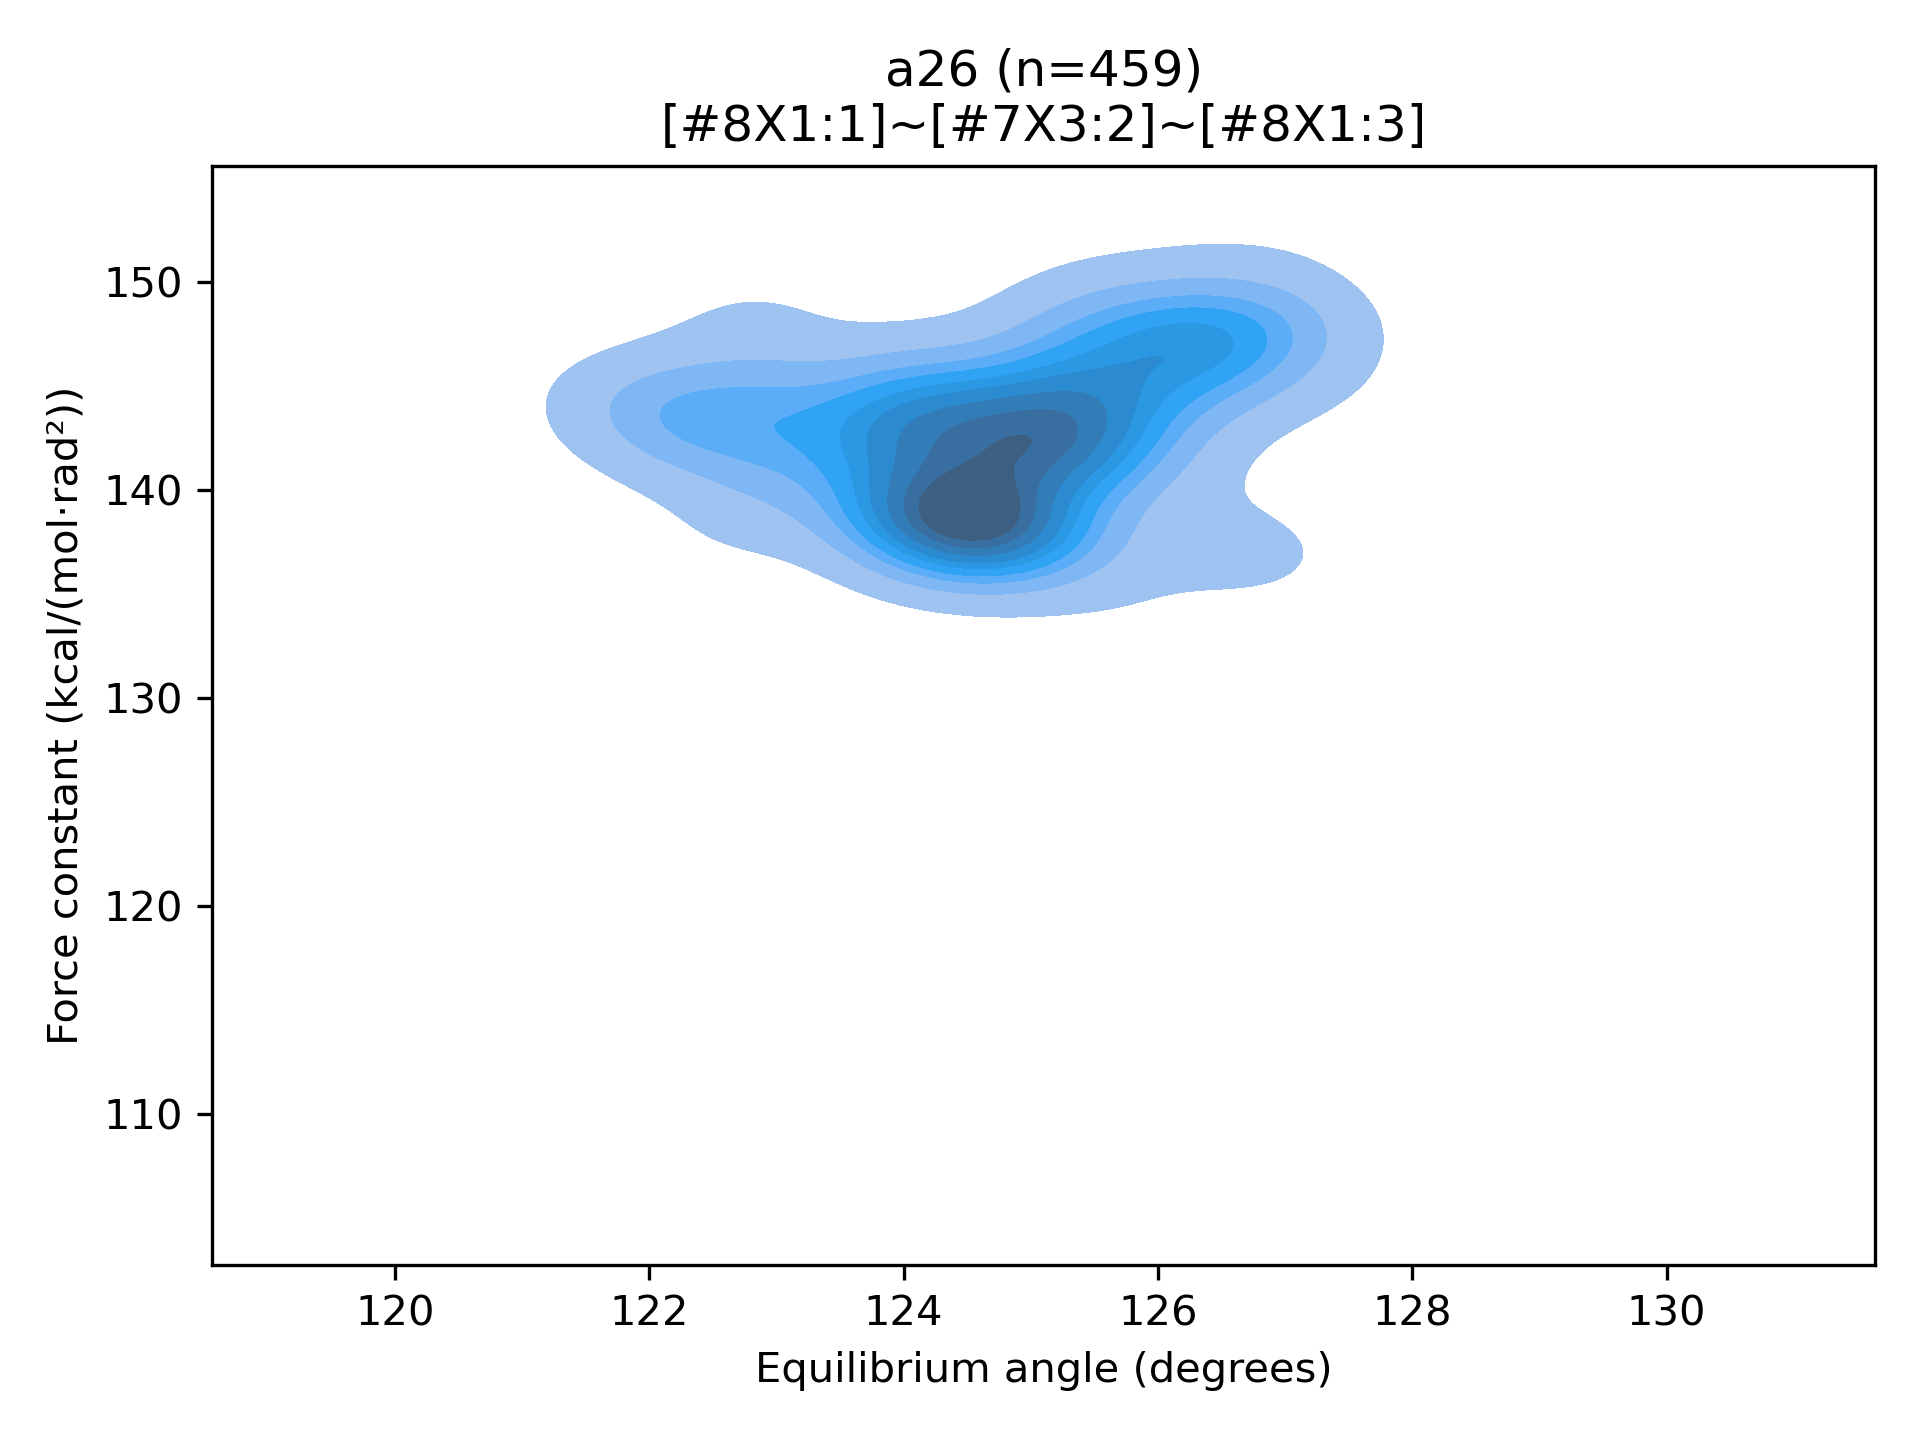 a26 (n=459)
[#8X1:1]~[#7X3:2]~[#8X1:3]
Force constant (kcal/(mol·rad²))
150
140
130
120
110
120 122 124 126 128 130
Equilibrium angle (degrees)